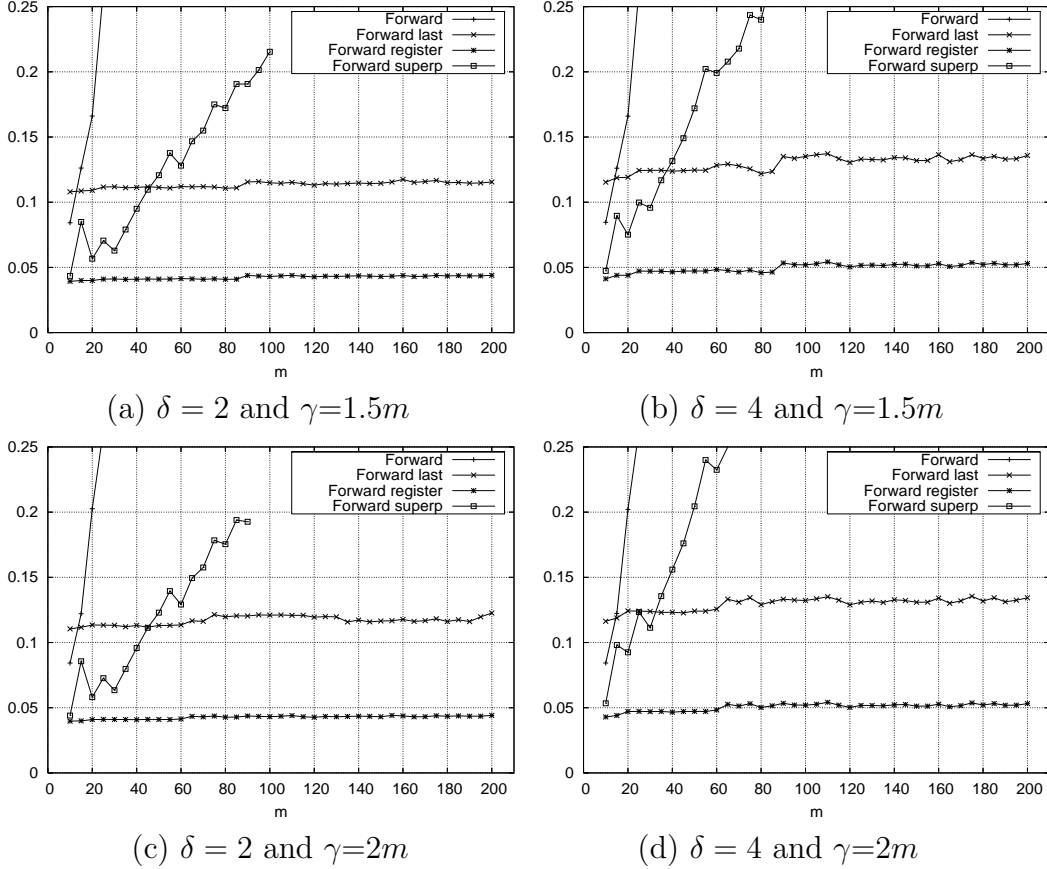 0.25
0.2
0.15
0.1
0.05
0
0 20 40 60 80 100 120 140 160 180 200
m
Forward
Forward last
Forward register
Forward superp
(a) δ = 2 and γ=1.5m
0.25
0.2
0.15
0.1
0.05
0
0 20 40 60 80 100 120 140 160 180 200
m
Forward
Forward last
Forward register
Forward superp
(b) δ = 4 and γ=1.5m
0.25
0.2
0.15
0.1
0.05
0
0 20 40 60 80 100 120 140 160 180 200
m
Forward
Forward last
Forward register
Forward superp
(c) δ = 2 and γ=2m
0.25
0.2
0.15
0.1
0.05
0
0 20 40 60 80 100 120 140 160 180 200
m
Forward
Forward last
Forward register
Forward superp
(d) δ = 4 and γ=2m